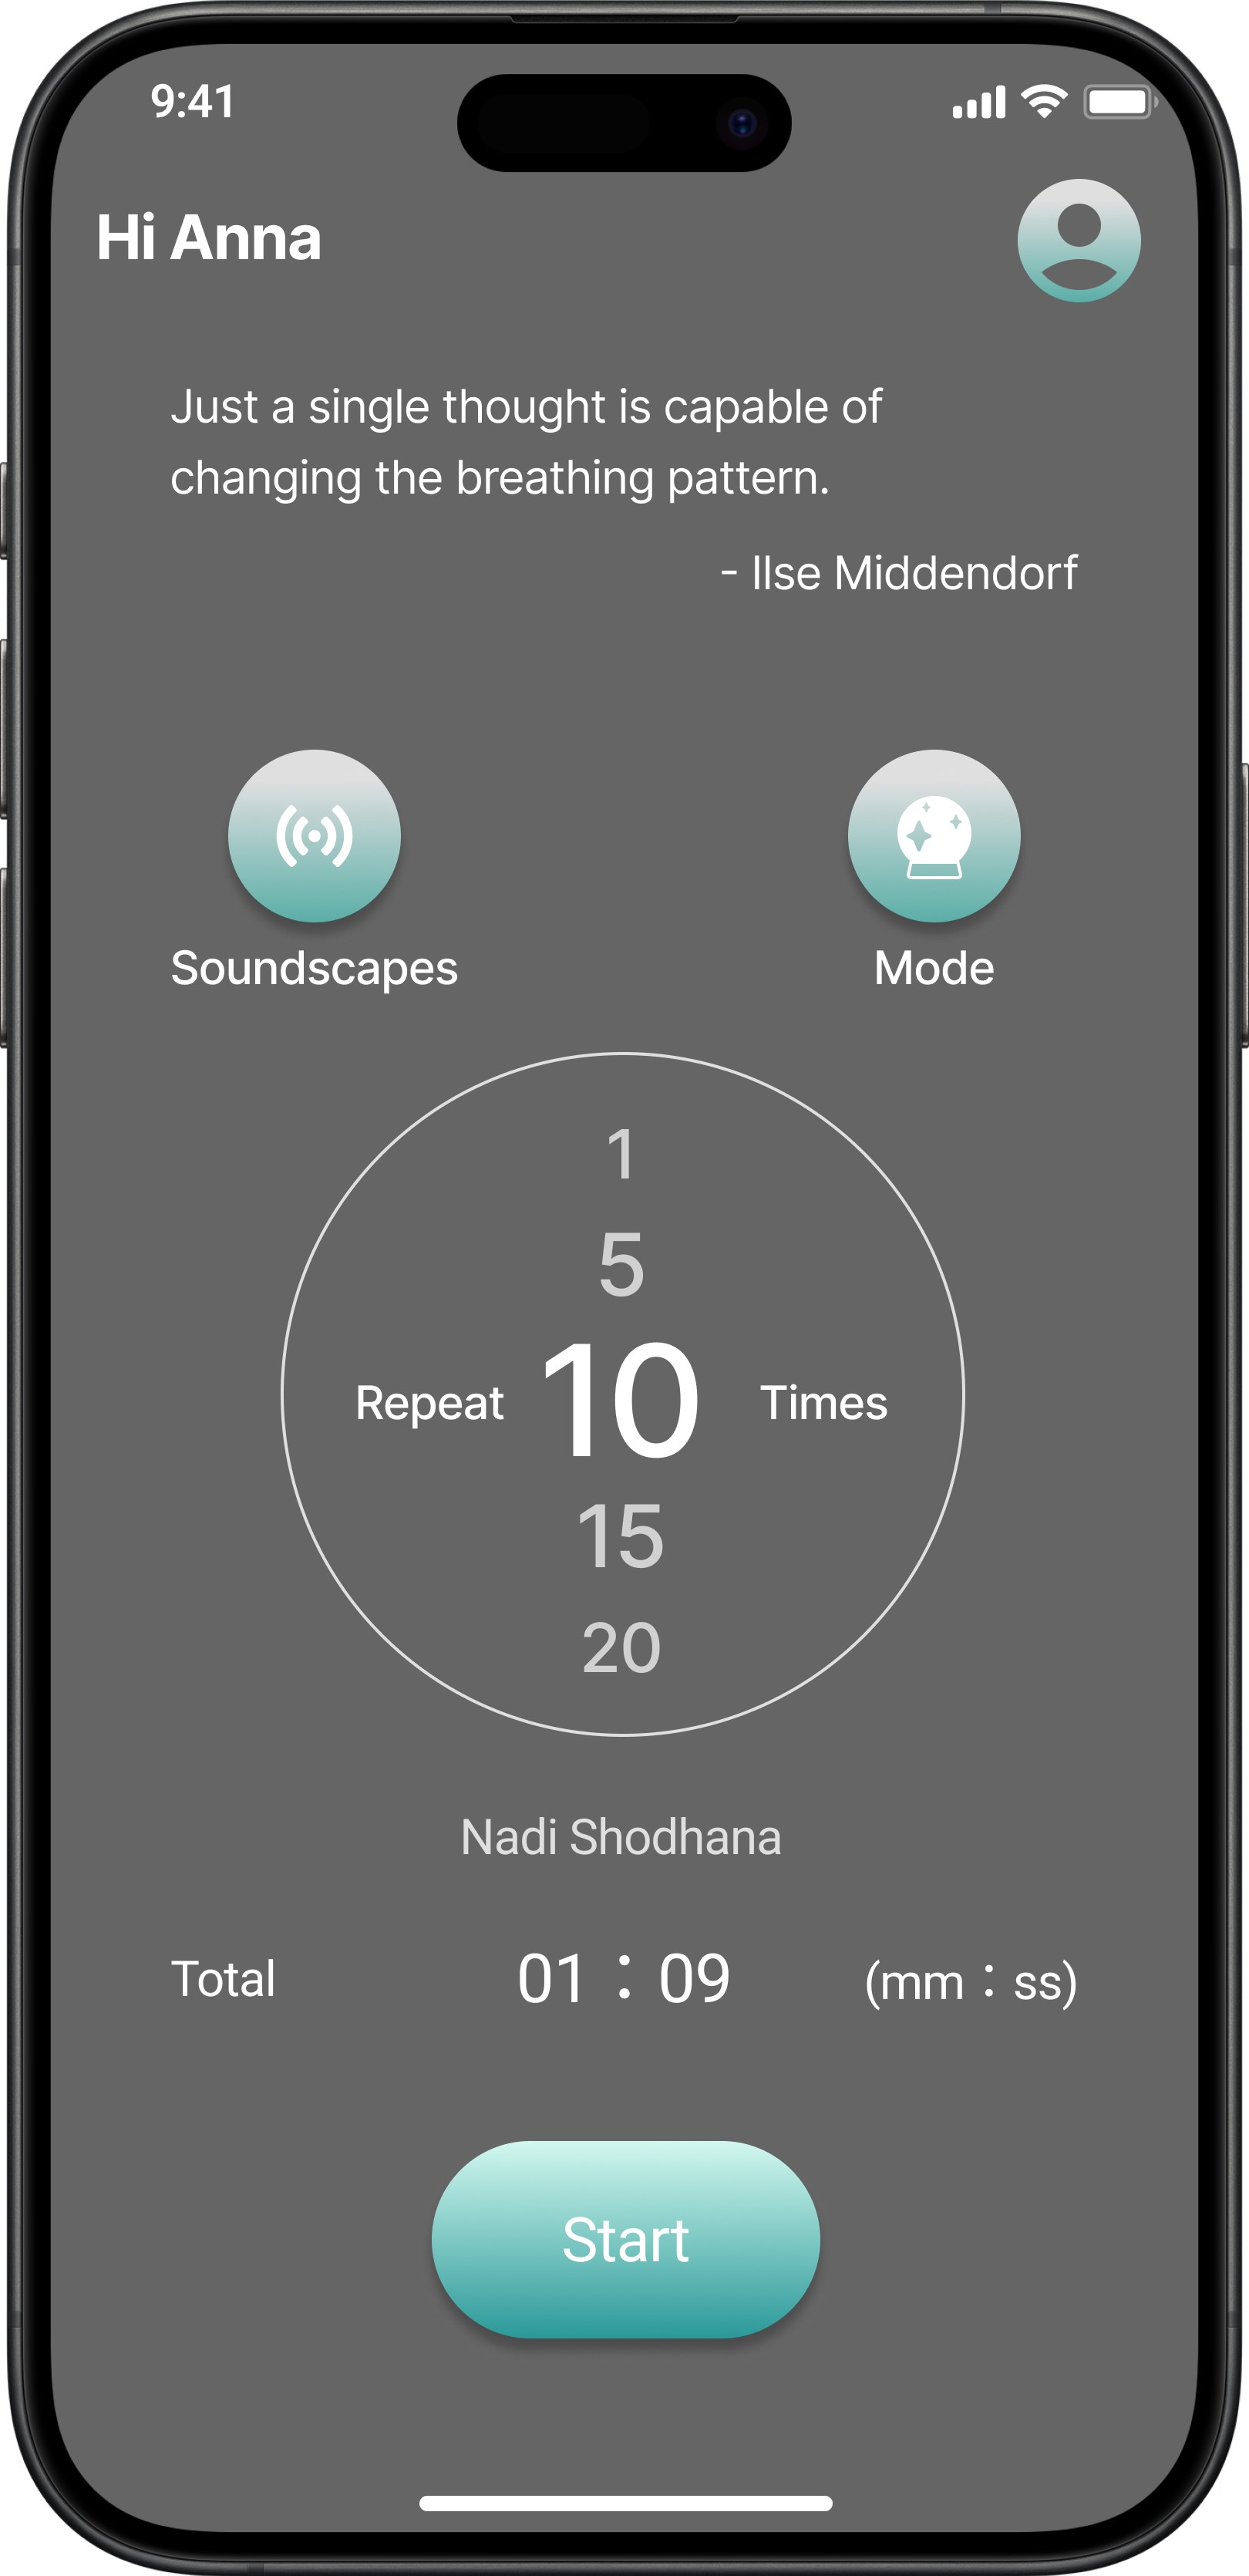 9:41
Hi Anna
Just a single thought is capable of
changing the breathing pattern.
- Ilse Middendorf
Soundscapes
Mode
1
5
Repeat 10 Times
15
20
Nadi Shodhana
Total 01 : 09 (mm : ss)
Start